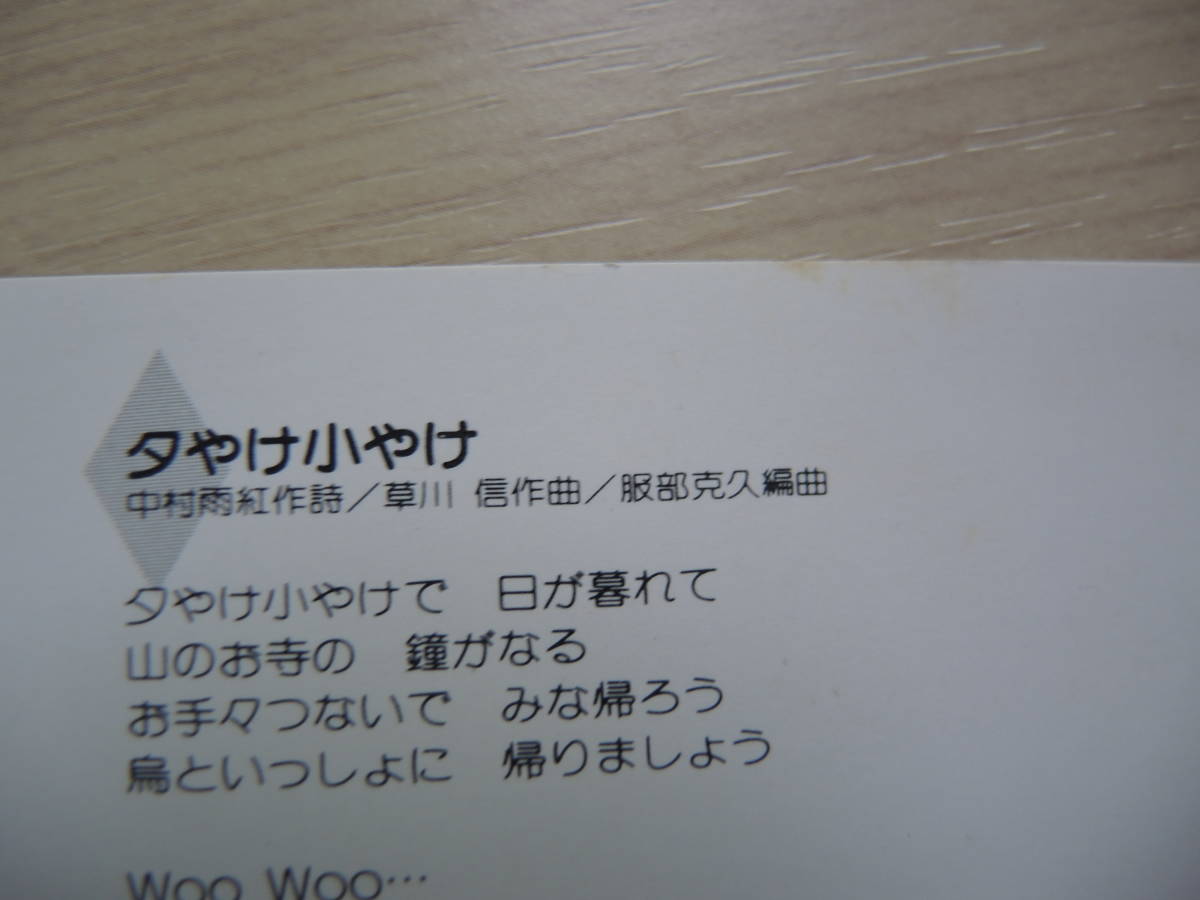 夕やけ小やけ
中村雨紅作詩／草川 信作曲／服部克久編曲
夕やけ小やけで　日が暮れて
山のお寺の　鐘がなる
お手々つないで　みな帰ろう
烏といっしょに　帰りましょう
Woo Woo…